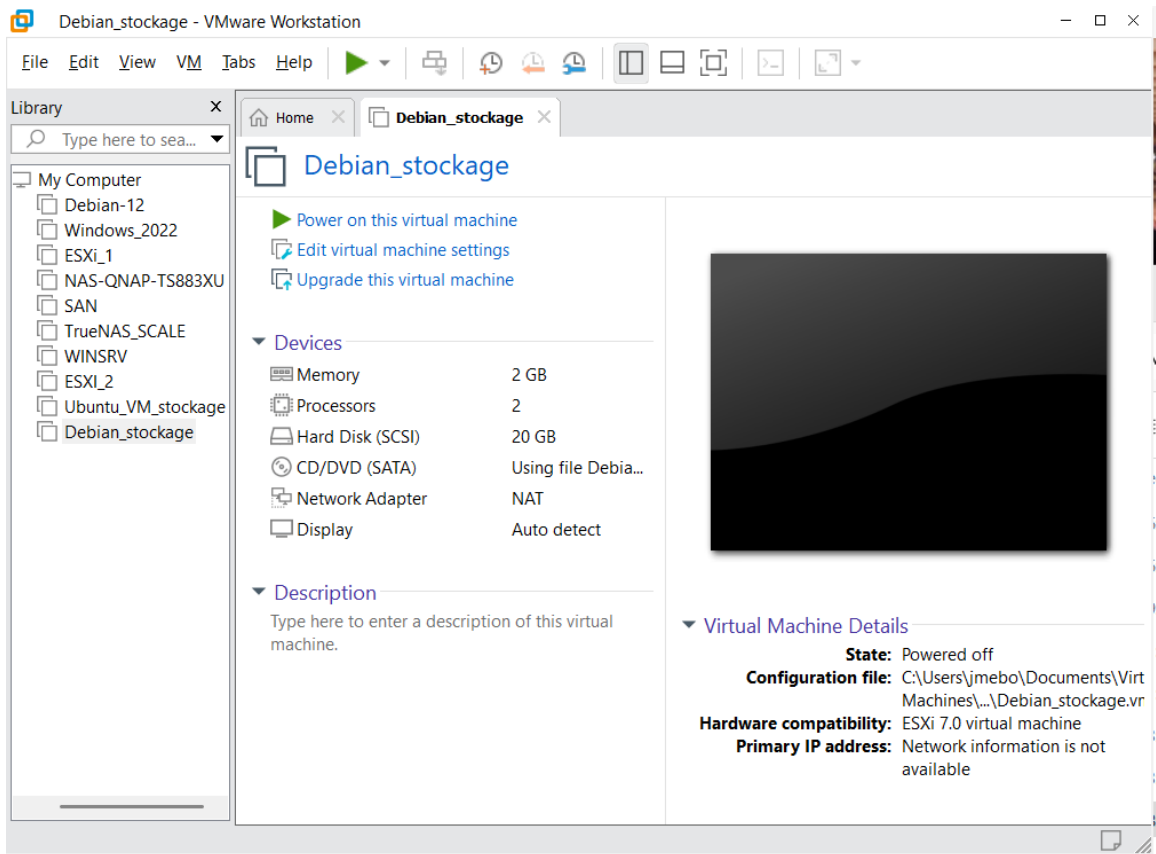 Debian_stockage - VMware Workstation
File Edit View VM Tabs Help
Library
Type here to sea...
My Computer
Debian-12
Windows_2022
ESXi_1
NAS-QNAP-TS883XU
SAN
TrueNAS_SCALE
WINSRV
ESXI_2
Ubuntu_VM_stockage
Debian_stockage
Home
Debian_stockage
Debian_stockage
Power on this virtual machine
Edit virtual machine settings
Upgrade this virtual machine
Devices
Memory 2 GB
Processors 2
Hard Disk (SCSI) 20 GB
CD/DVD (SATA) Using file Debia...
Network Adapter NAT
Display Auto detect
Description
Type here to enter a description of this virtual
machine.
Virtual Machine Details
State: Powered off
Configuration file: C:\Users\jmebo\Documents\Virt
Machines\...\Debian_stockage.vr
Hardware compatibility: ESXi 7.0 virtual machine
Primary IP address: Network information is not
available